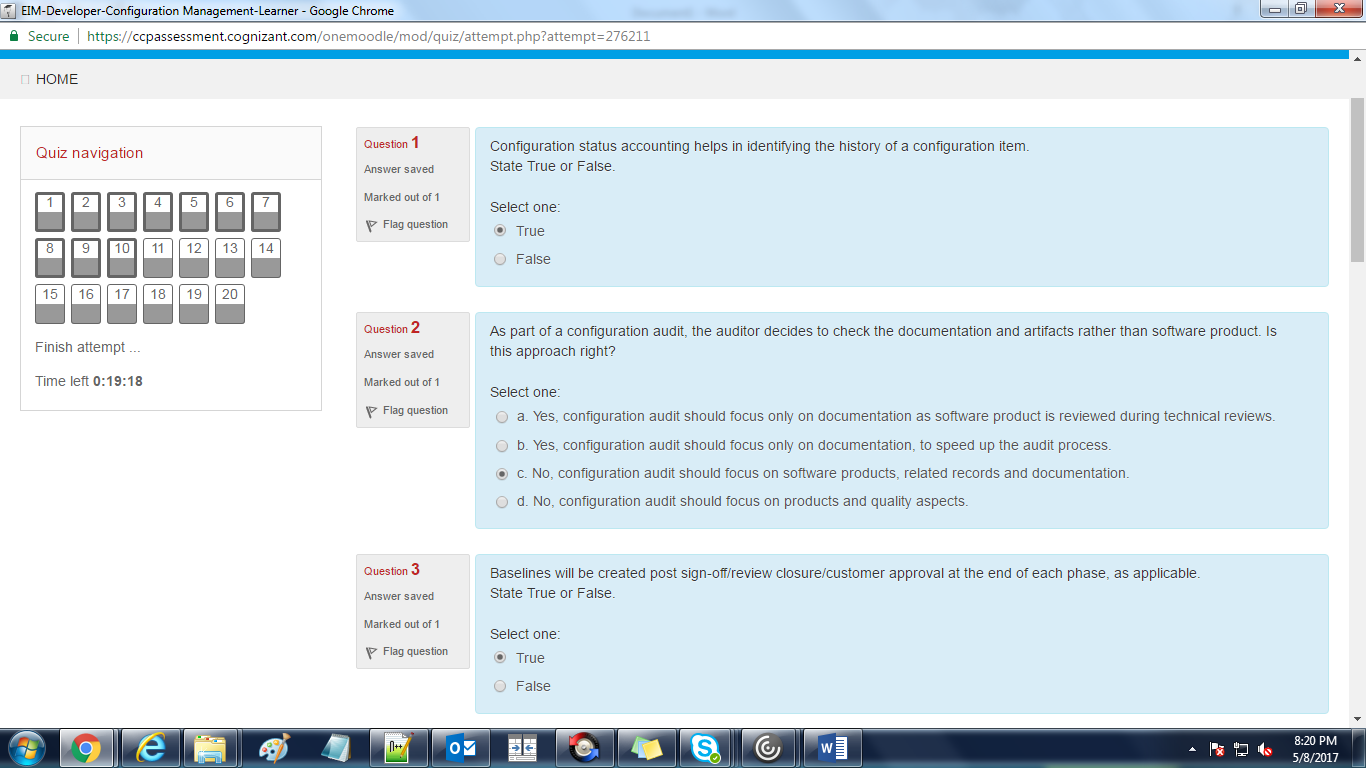 EIM-Developer-Configuration Management-Learner - Google Chrome
Secure
https://ccpassessment.cognizant.com/onemoodle/mod/quiz/attempt.php?attempt=276211
HOME
Quiz navigation
1 2 3 4 5 6 7
8 9 10 11 12 13 14
15 16 17 18 19 20
Finish attempt ...
Time left 0:19:18
Question 1
Answer saved
Marked out of 1
Flag question
Configuration status accounting helps in identifying the history of a configuration item.
State True or False.
Select one:
True
False
Question 2
Answer saved
Marked out of 1
Flag question
As part of a configuration audit, the auditor decides to check the documentation and artifacts rather than software product. Is
this approach right?
Select one:
a. Yes, configuration audit should focus only on documentation as software product is reviewed during technical reviews.
b. Yes, configuration audit should focus only on documentation, to speed up the audit process.
c. No, configuration audit should focus on software products, related records and documentation.
d. No, configuration audit should focus on products and quality aspects.
Question 3
Answer saved
Marked out of 1
Flag question
Baselines will be created post sign-off/review closure/customer approval at the end of each phase, as applicable.
State True or False.
Select one:
True
False
8:20 PM
5/8/2017